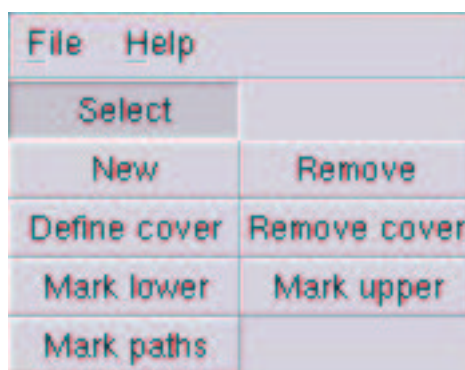 File Help
Select
New Remove
Define cover Remove cover
Mark lower Mark upper
Mark paths